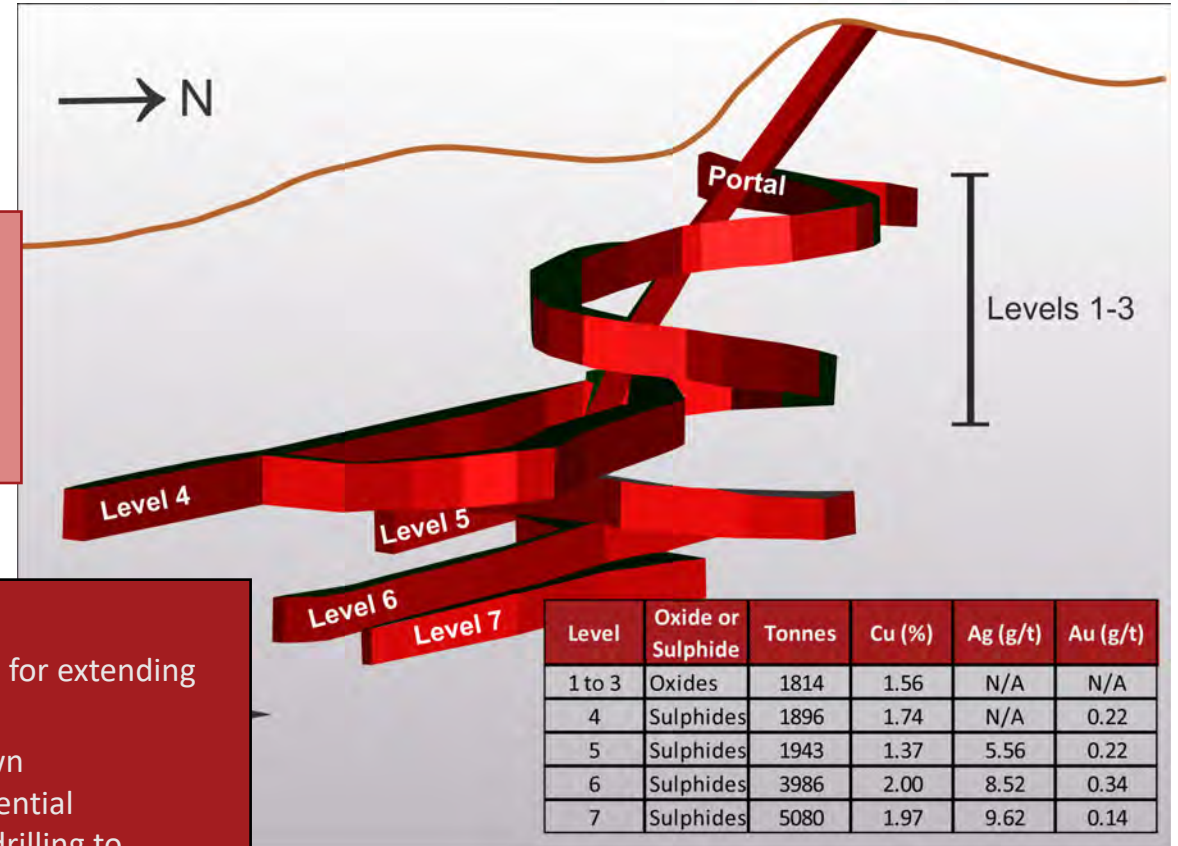 N
Portal
Levels 1-3
Level 4
Level 5
Level 6
Level 7
for extending
wn
ential
drilling to
Level Oxide or Sulphide Tonnes Cu (%) Ag (g/t) Au (g/t)
1 to 3 Oxides 1814 1.56 N/A N/A
4 Sulphides 1896 1.74 N/A 0.22
5 Sulphides 1943 1.37 5.56 0.22
6 Sulphides 3986 2.00 8.52 0.34
7 Sulphides 5080 1.97 9.62 0.14